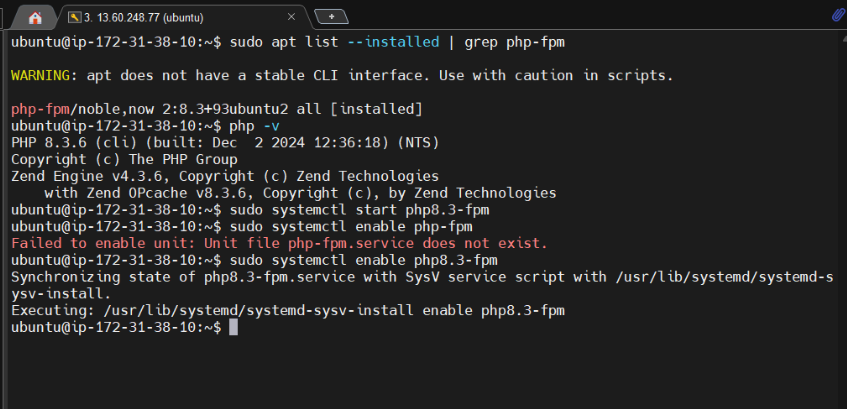 3. 13.60.248.77 (ubuntu)
ubuntu@ip-172-31-38-10:~$ sudo apt list --installed | grep php-fpm
WARNING: apt does not have a stable CLI interface. Use with caution in scripts.
php-fpm/noble,now 2:8.3+93ubuntu2 all [installed]
ubuntu@ip-172-31-38-10:~$ php -v
PHP 8.3.6 (cli) (built: Dec  2 2024 12:36:18) (NTS)
Copyright (c) The PHP Group
Zend Engine v4.3.6, Copyright (c) Zend Technologies
    with Zend OPcache v8.3.6, Copyright (c), by Zend Technologies
ubuntu@ip-172-31-38-10:~$ sudo systemctl start php8.3-fpm
ubuntu@ip-172-31-38-10:~$ sudo systemctl enable php-fpm
Failed to enable unit: Unit file php-fpm.service does not exist.
ubuntu@ip-172-31-38-10:~$ sudo systemctl enable php8.3-fpm
Synchronizing state of php8.3-fpm.service with SysV service script with /usr/lib/systemd/systemd-s
ysv-install.
Executing: /usr/lib/systemd/systemd-sysv-install enable php8.3-fpm
ubuntu@ip-172-31-38-10:~$